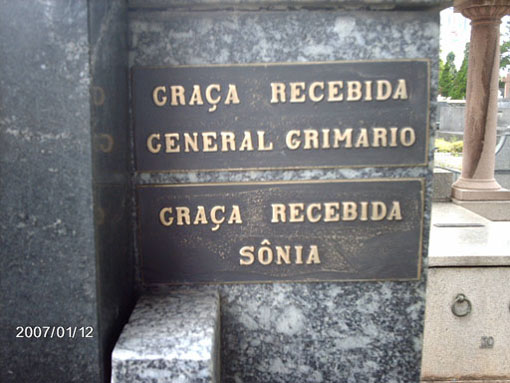 GRAÇA RECEBIDA
GENERAL GRIMARIO
GRAÇA RECEBIDA
SÔNIA
2007/01/12